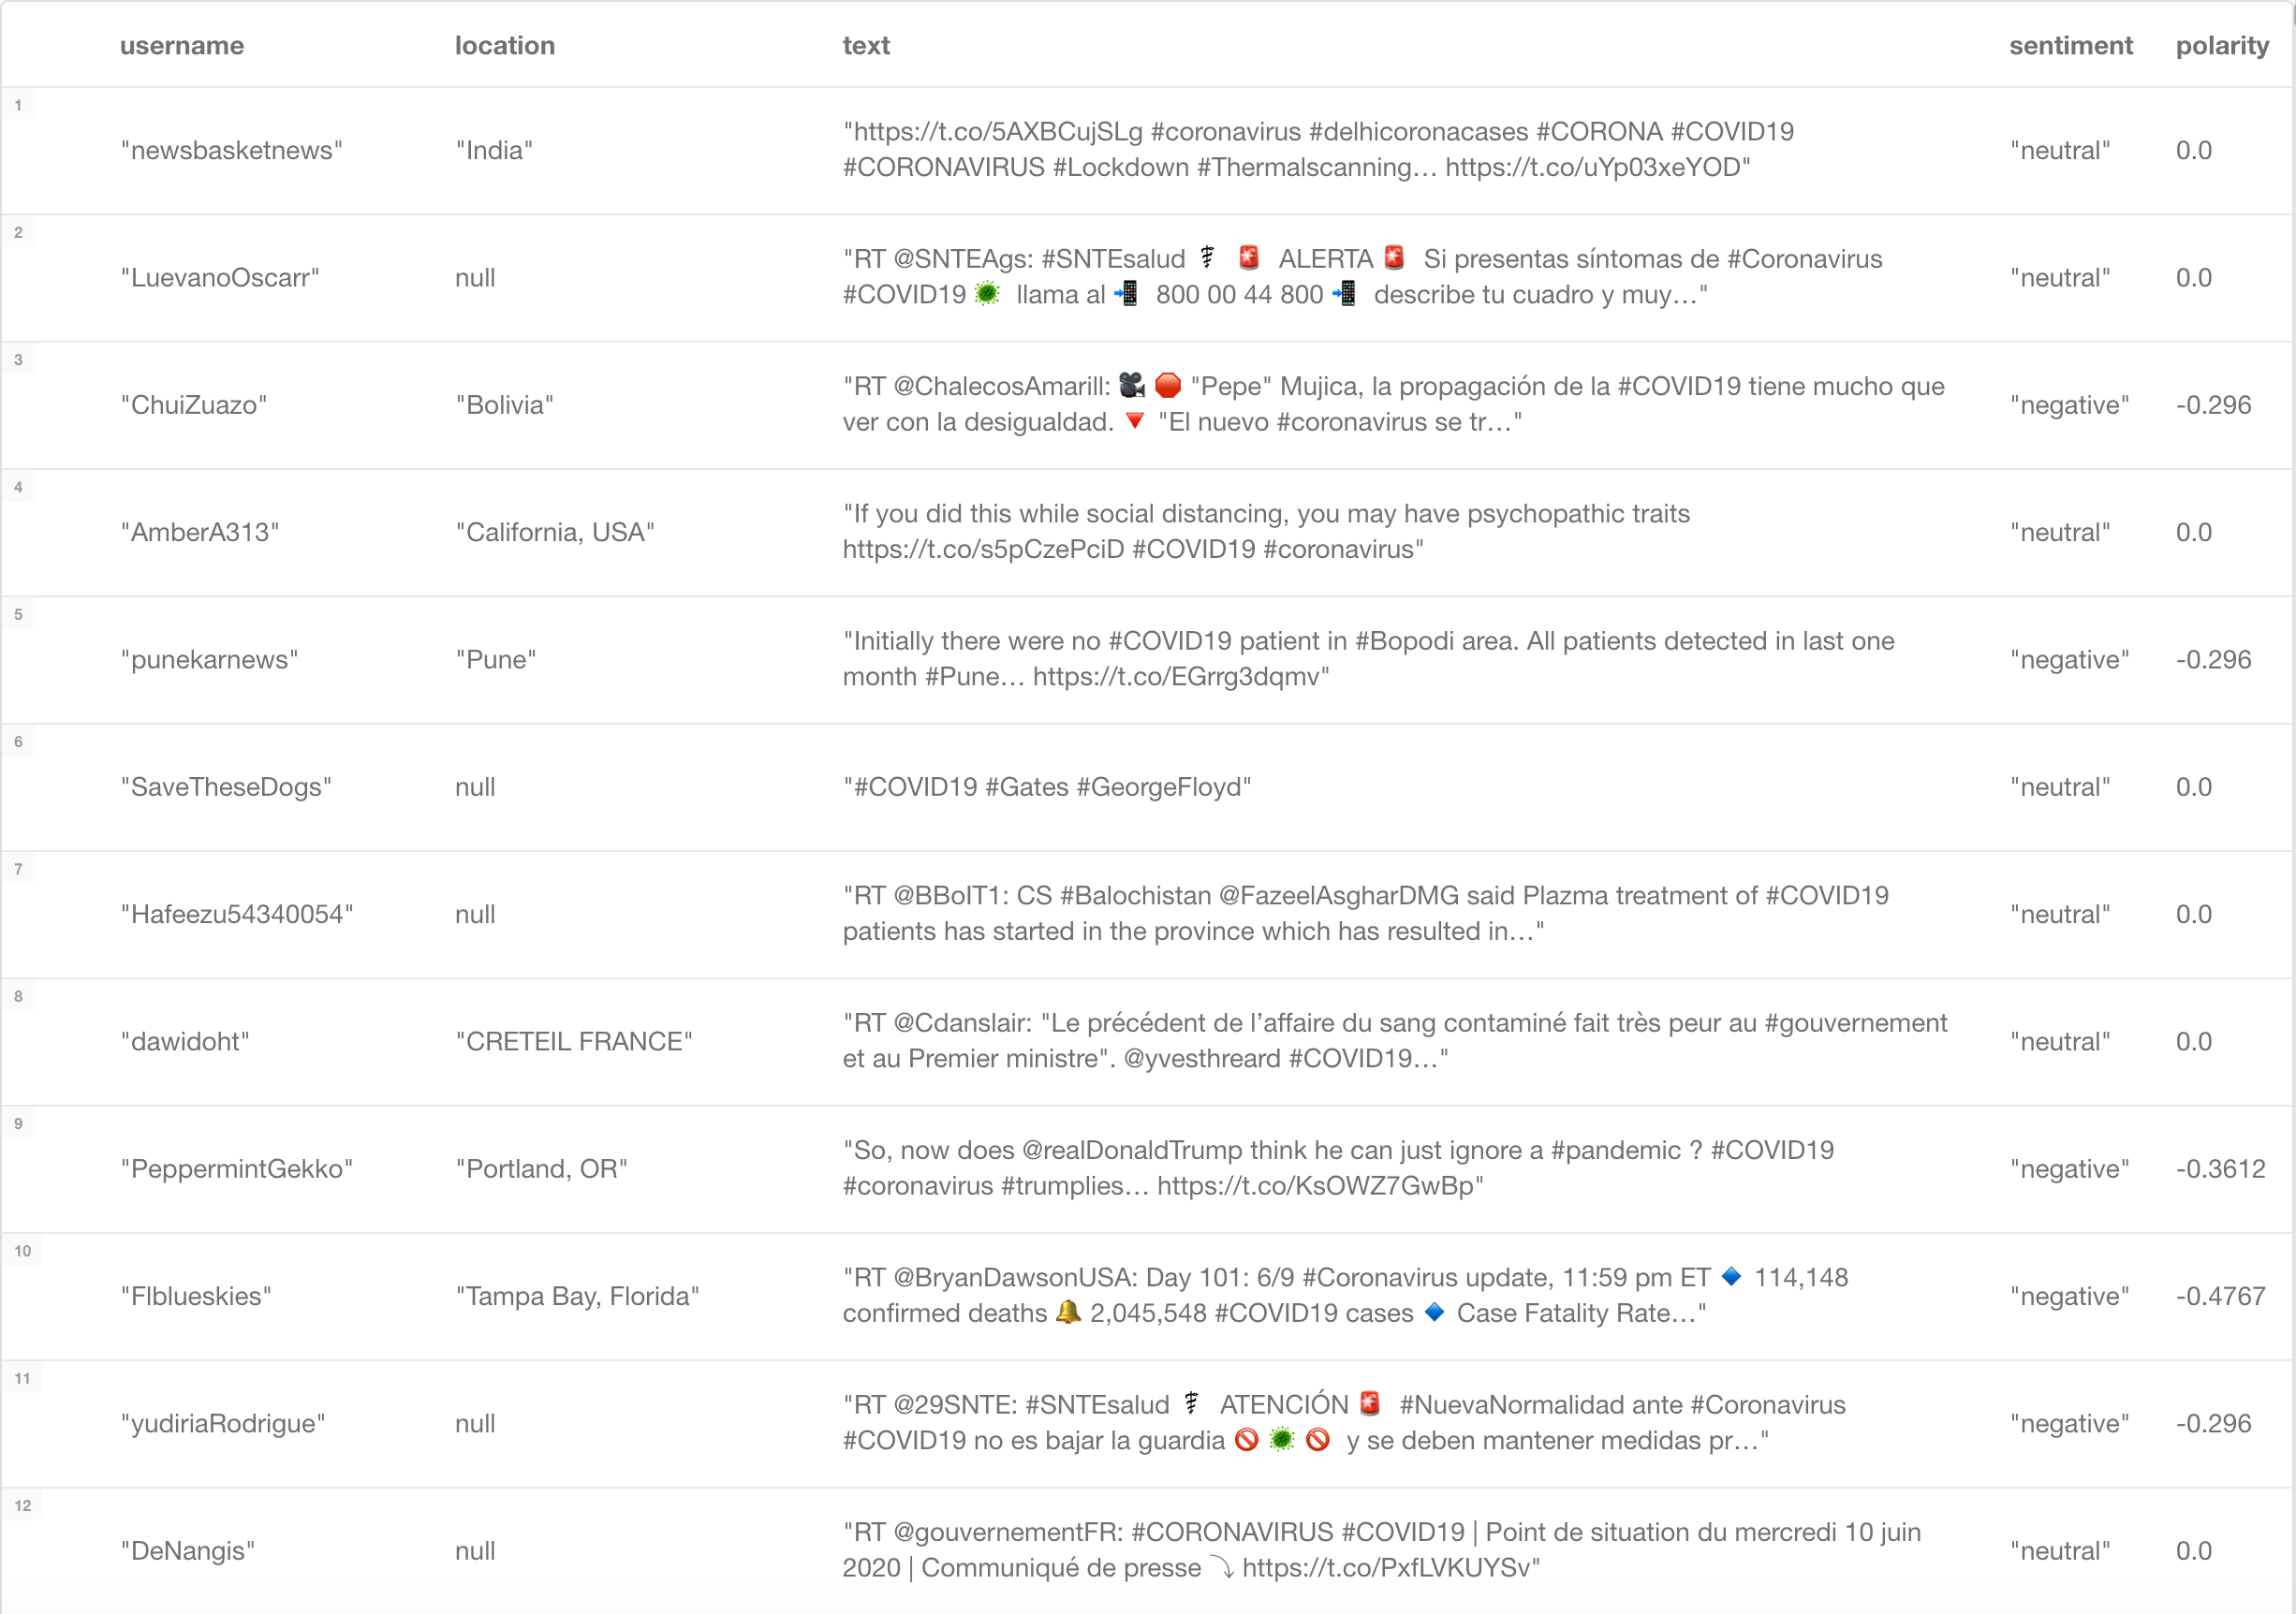 username location text sentiment polarity
1
"newsbasketnews" "India" "https://t.co/5AXBCujSLg #coronavirus #delhicoronacases #CORONA #COVID19
#CORONAVIRUS #Lockdown #Thermalscanning… https://t.co/uYp03xeYOD" "neutral" 0.0
2
"LuevanoOscarr" null "RT @SNTEAgs: #SNTEsalud ⚕ 🚨 ALERTA 🚨 Si presentas síntomas de #Coronavirus
#COVID19 🦠 llama al 📲 800 00 44 800 📲 describe tu cuadro y muy…" "neutral" 0.0
3
"ChuiZuazo" "Bolivia" "RT @ChalecosAmarill: 🎥 🛑 "Pepe" Mujica, la propagación de la #COVID19 tiene mucho que
ver con la desigualdad. 🔻 "El nuevo #coronavirus se tr…" "negative" -0.296
4
"AmberA313" "California, USA" "If you did this while social distancing, you may have psychopathic traits
https://t.co/s5pCzePciD #COVID19 #coronavirus" "neutral" 0.0
5
"punekarnews" "Pune" "Initially there were no #COVID19 patient in #Bopodi area. All patients detected in last one
month #Pune… https://t.co/EGrrg3dqmv" "negative" -0.296
6
"SaveTheseDogs" null "#COVID19 #Gates #GeorgeFloyd" "neutral" 0.0
7
"Hafeezu54340054" null "RT @BBoIT1: CS #Balochistan @FazeelAsgharDMG said Plazma treatment of #COVID19
patients has started in the province which has resulted in…" "neutral" 0.0
8
"dawidoht" "CRETEIL FRANCE" "RT @Cdanslair: "Le précédent de l’affaire du sang contaminé fait très peur au #gouvernement
et au Premier ministre". @yvesthreard #COVID19…" "neutral" 0.0
9
"PeppermintGekko" "Portland, OR" "So, now does @realDonaldTrump think he can just ignore a #pandemic ? #COVID19
#coronavirus #trumplies… https://t.co/KsOWZ7GwBp" "negative" -0.3612
10
"Flblueskies" "Tampa Bay, Florida" "RT @BryanDawsonUSA: Day 101: 6/9 #Coronavirus update, 11:59 pm ET 🔹 114,148
confirmed deaths 🔔 2,045,548 #COVID19 cases 🔹 Case Fatality Rate…" "negative" -0.4767
11
"yudiriaRodrigue" null "RT @29SNTE: #SNTEsalud ⚕ ATENCIÓN 🚨 #NuevaNormalidad ante #Coronavirus
#COVID19 no es bajar la guardia 🚫 🦠 🚫 y se deben mantener medidas pr…" "negative" -0.296
12
"DeNangis" null "RT @gouvernementFR: #CORONAVIRUS #COVID19 | Point de situation du mercredi 10 juin
2020 | Communiqué de presse ⤵ https://t.co/PxfLVKUYSv" "neutral" 0.0